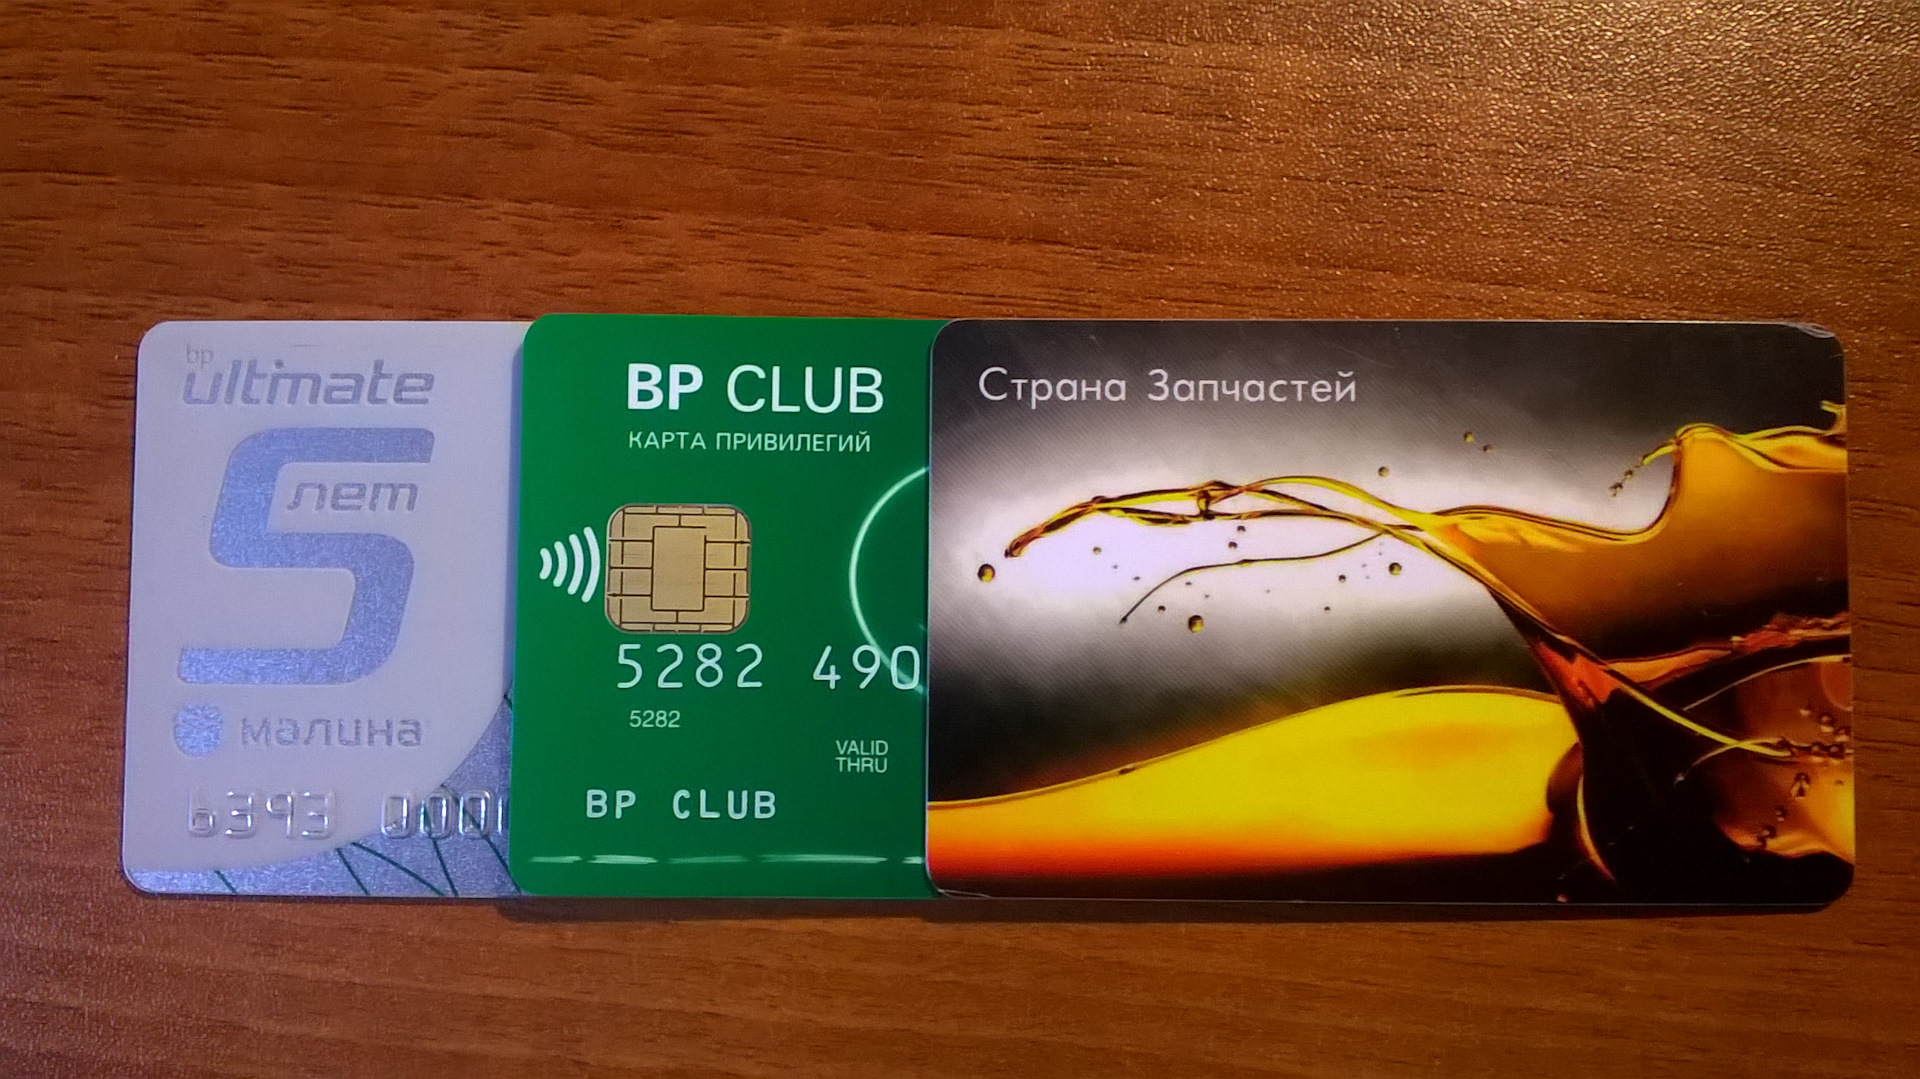 bp
ultimate
5
лет
малина
6393 000
BP CLUB
КАРТА ПРИВИЛЕГИЙ
5282 490
5282
VALID
THRU
BP CLUB
Страна Запчастей